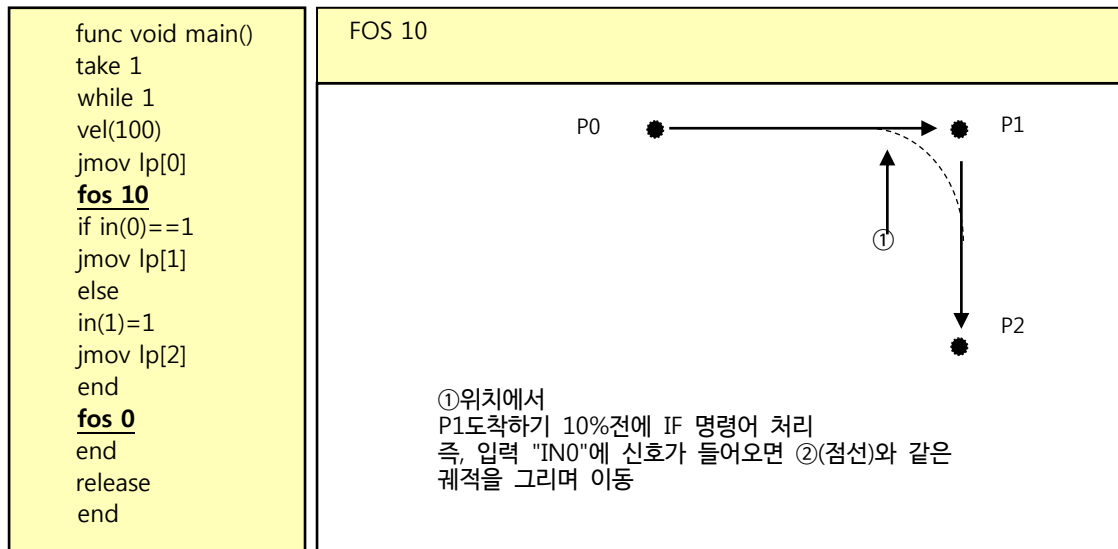 func void main()
take 1
while 1
vel(100)
jmov lp[0]
fos 10
if in(0)==1
jmov lp[1]
else
in(1)=1
jmov lp[2]
end
fos 0
end
release
end
FOS 10
P0
P1
①
P2
①위치에서
P1도착하기 10%전에 IF 명령어 처리
즉, 입력 "IN0"에 신호가 들어오면 ②(점선)와 같은
궤적을 그리며 이동